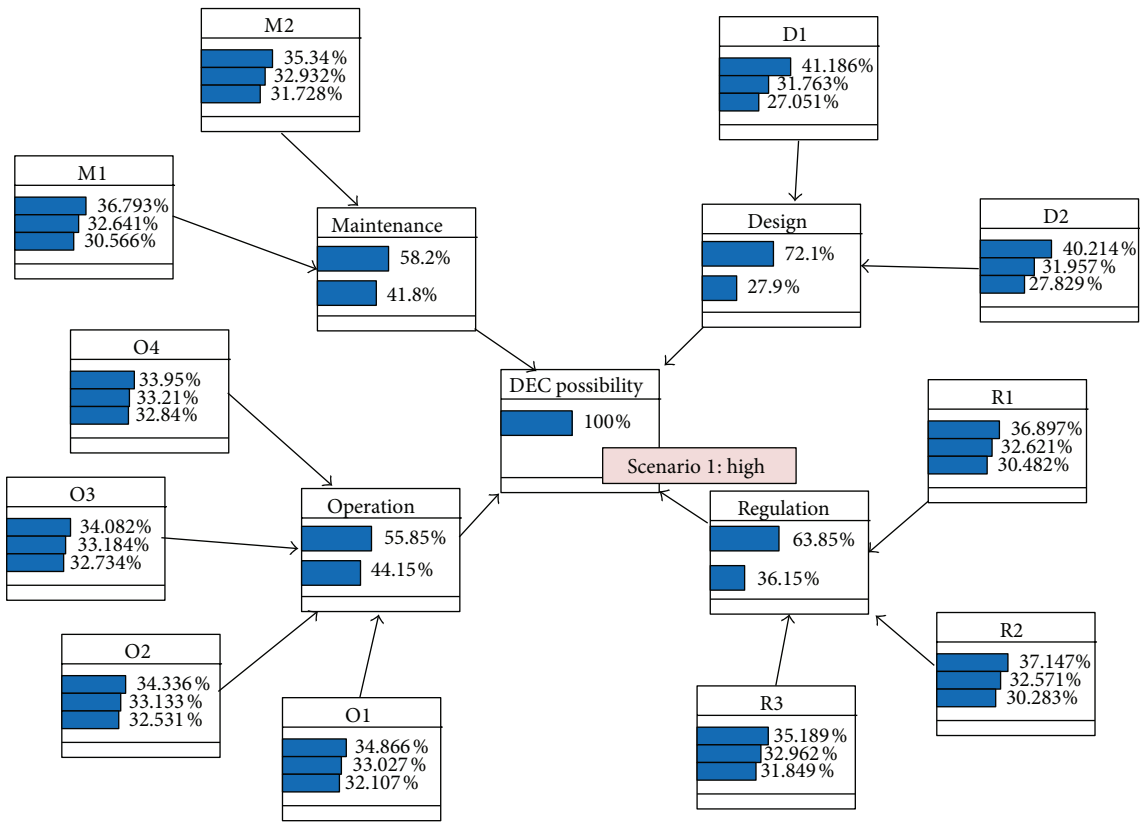 M2
35.34%
32.932%
31.728%
D1
41.186%
31.763%
27.051%
M1
36.793%
32.641%
30.566%
Maintenance
58.2%
41.8%
Design
72.1%
27.9%
D2
40.214%
31.957%
27.829%
O4
33.95%
33.21%
32.84%
DEC possibility
100%
Scenario 1: high
R1
36.897%
32.621%
30.482%
O3
34.082%
33.184%
32.734%
Operation
55.85%
44.15%
Regulation
63.85%
36.15%
O2
34.336%
33.133%
32.531%
R2
37.147%
32.571%
30.283%
O1
34.866%
33.027%
32.107%
R3
35.189%
32.962%
31.849%